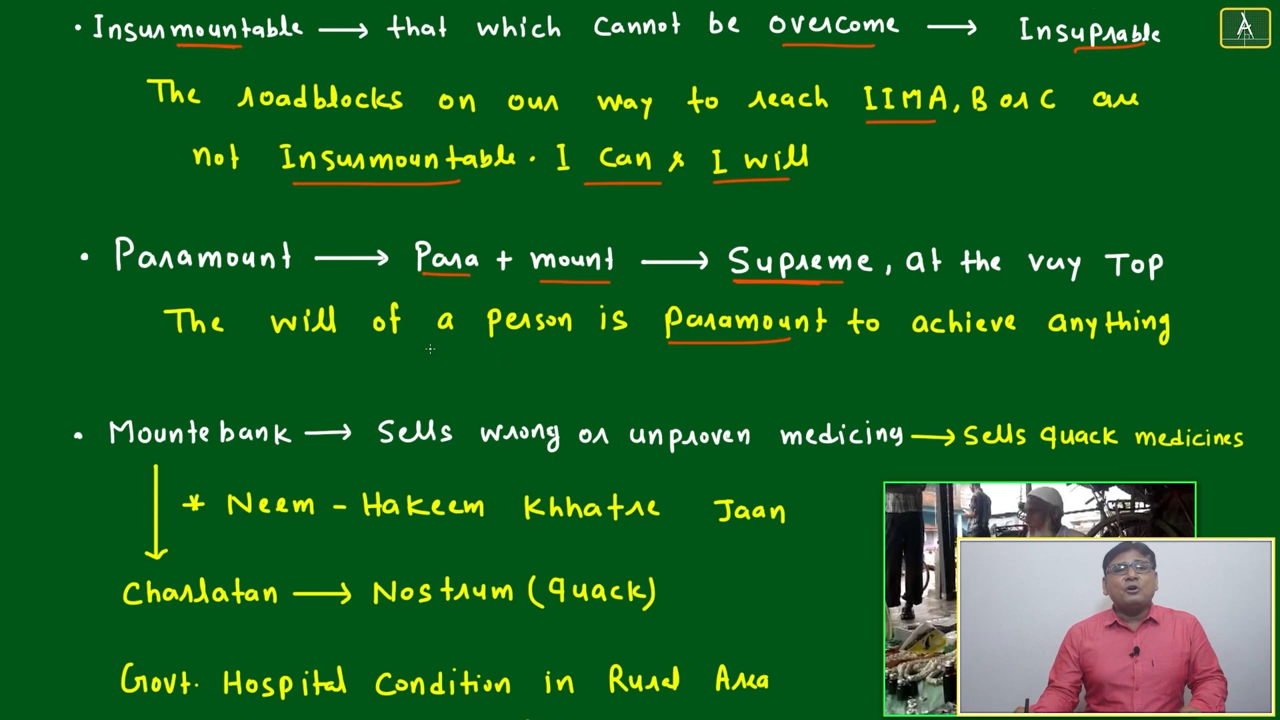 • Insurmountable → that which cannot be overcome → Insuprable
The roadblocks on our way to reach IIMA, B or C are
not Insurmountable. I Can & I will
• Paramount → Para + mount → Supreme, at the very Top
The will of a person is paramount to achieve anything
• Mountebank → Sells wrong or unproven medicing → Sells quack medicines
* Neem - Hakeem Khhatre Jaan
Charlatan → Nostrum (quack)
Govt. Hospital Condition in Rural Area